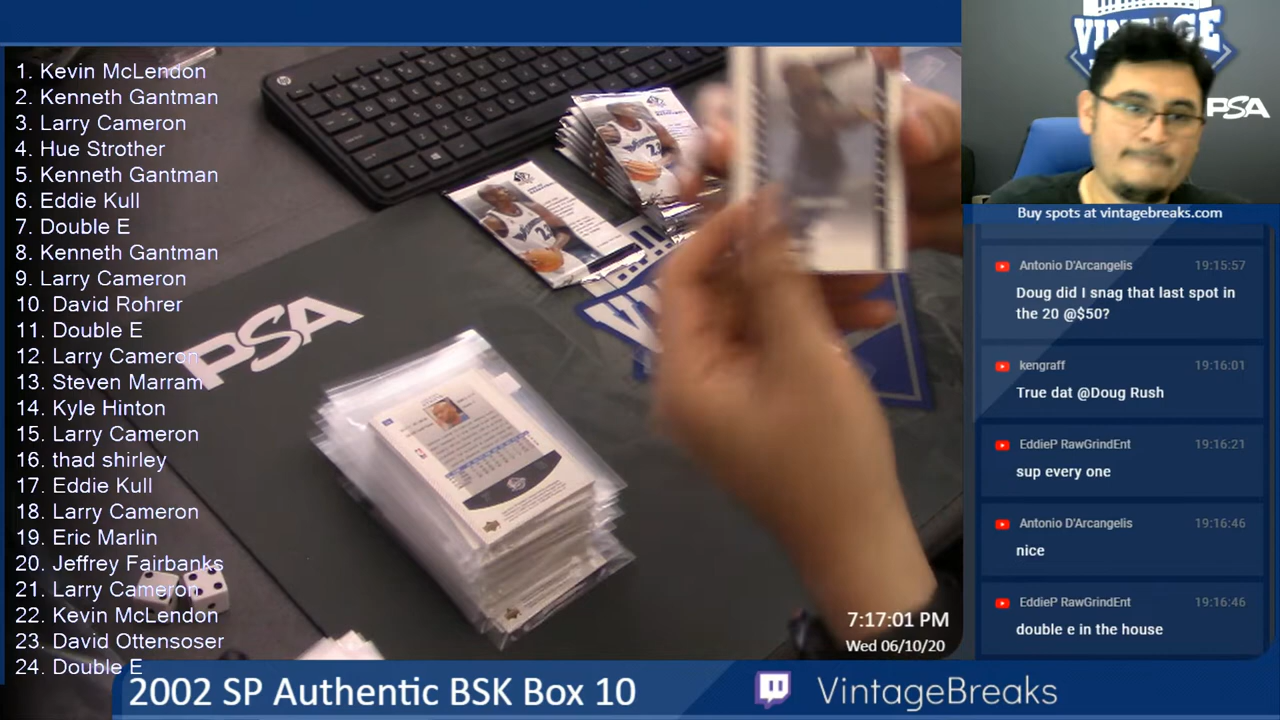 1. Kevin McLendon
2. Kenneth Gantman
3. Larry Cameron
4. Hue Strother
5. Kenneth Gantman
6. Eddie Kull
7. Double E
8. Kenneth Gantman
9. Larry Cameron
10. David Rohrer
11. Double E
12. Larry Cameron
13. Steven Marram
14. Kyle Hinton
15. Larry Cameron
16. thad shirley
17. Eddie Kull
18. Larry Cameron
19. Eric Marlin
20. Jeffrey Fairbanks
21. Larry Cameron
22. Kevin McLendon
23. David Ottensoser
24. Double E
PSA
VINTAGE
PSA
Buy spots at vintagebreaks.com
Antonio D'Arcangelis 19:15:57
Doug did I snag that last spot in
the 20 @$50?
kengraff 19:16:01
True dat @Doug Rush
EddieP RawGrindEnt 19:16:21
sup every one
Antonio D'Arcangelis 19:16:46
nice
EddieP RawGrindEnt 19:16:46
double e in the house
7:17:01 PM
Wed 06/10/20
2002 SP Authentic BSK Box 10
VintageBreaks